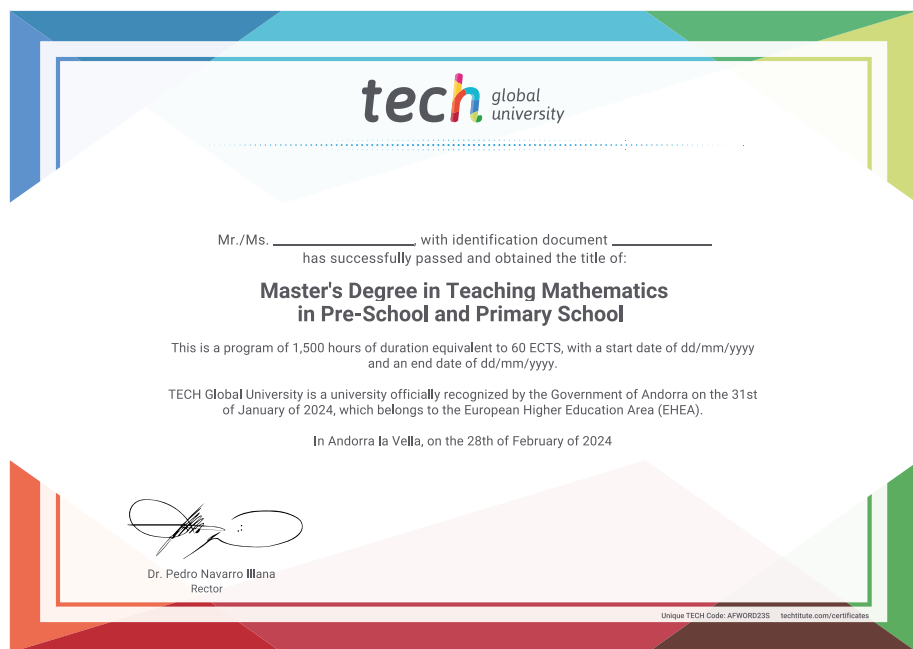 tech global university
Mr./Ms. ______________, with identification document __________
has successfully passed and obtained the title of:
Master's Degree in Teaching Mathematics
in Pre-School and Primary School
This is a program of 1,500 hours of duration equivalent to 60 ECTS, with a start date of dd/mm/yyyy
and an end date of dd/mm/yyyy.
TECH Global University is a university officially recognized by the Government of Andorra on the 31st
of January of 2024, which belongs to the European Higher Education Area (EHEA).
In Andorra la Vella, on the 28th of February of 2024
Dr. Pedro Navarro Illana
Rector
Unique TECH Code: AFWORD23S techtitute.com/certificates